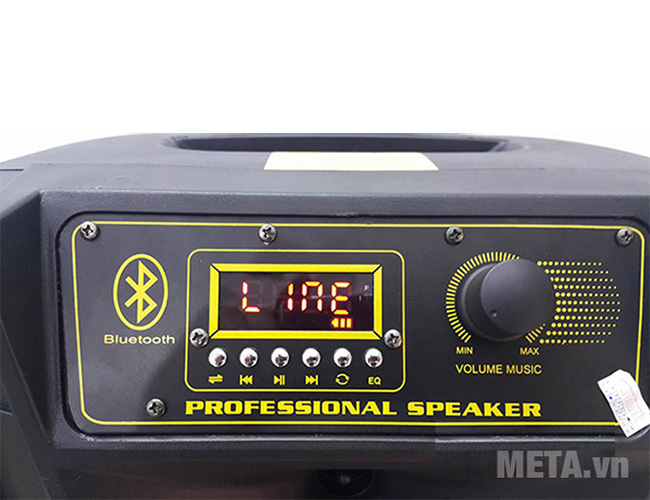 LINE
Bluetooth
EQ
MIN MAX
VOLUME MUSIC
PROFESSIONAL SPEAKER
META.vn